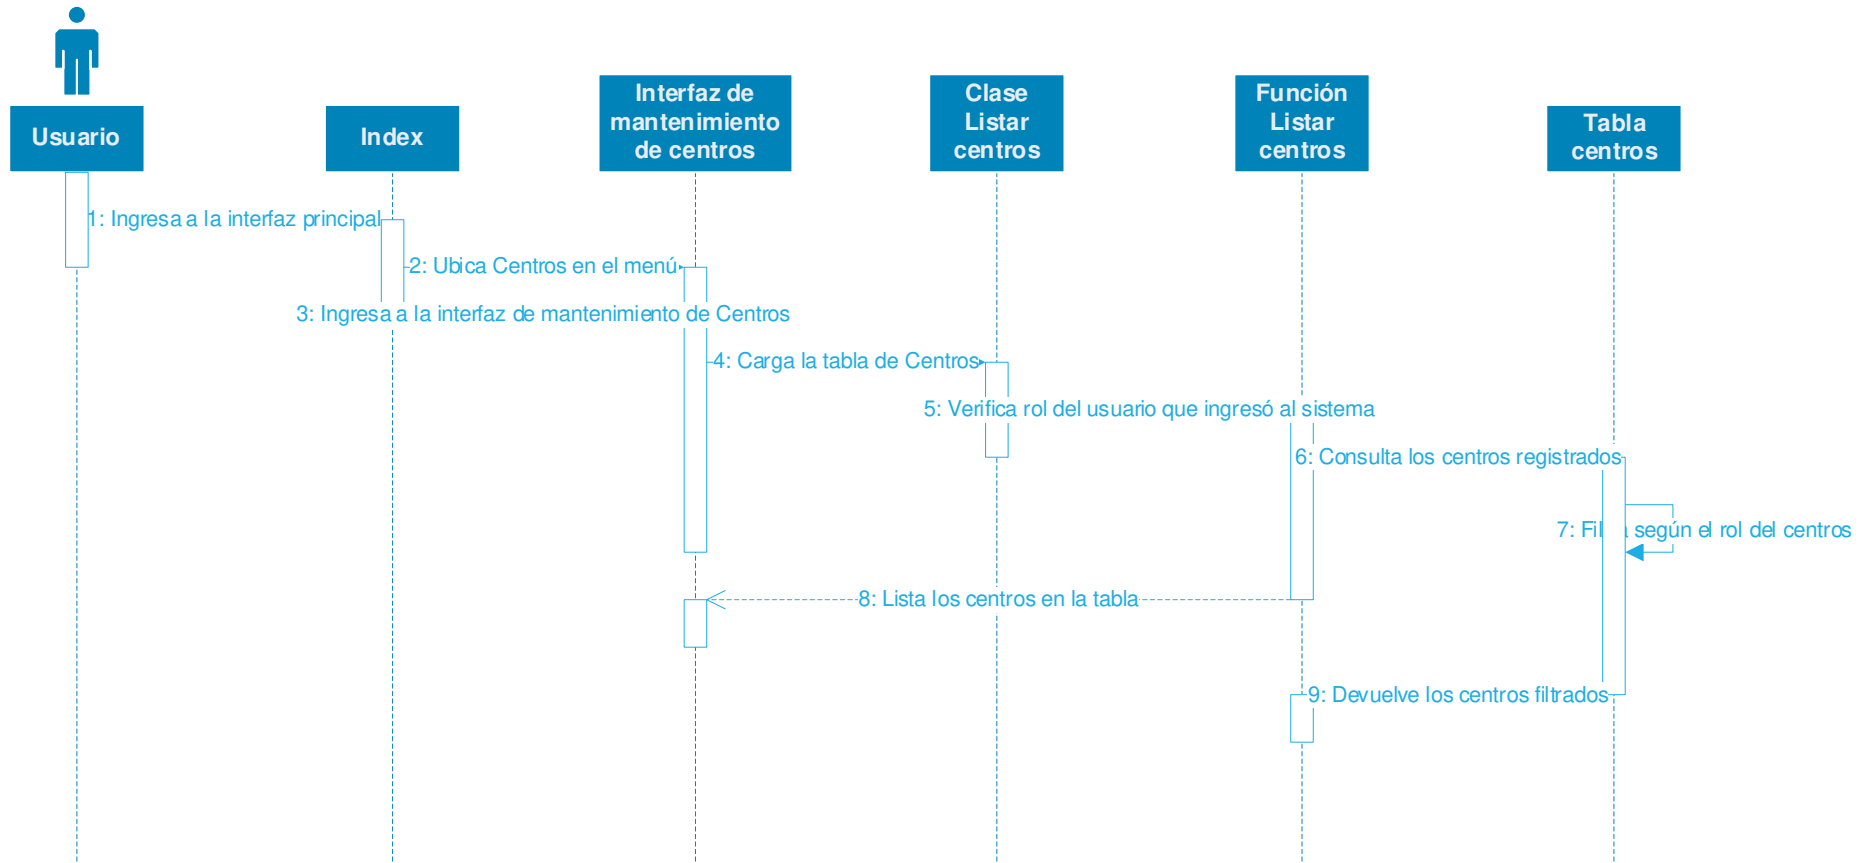 Usuario
Index
Interfaz de
mantenimiento
de centros
Clase
Listar
centros
Función
Listar
centros
Tabla
centros
1: Ingresa a la interfaz principal
2: Ubica Centros en el menú
3: Ingresa a la interfaz de mantenimiento de Centros
4: Carga la tabla de Centros
5: Verifica rol del usuario que ingresó al sistema
6: Consulta los centros registrados
7: según el rol del centros
8: Lista los centros en la tabla
9: Devuelve los centros filtrados